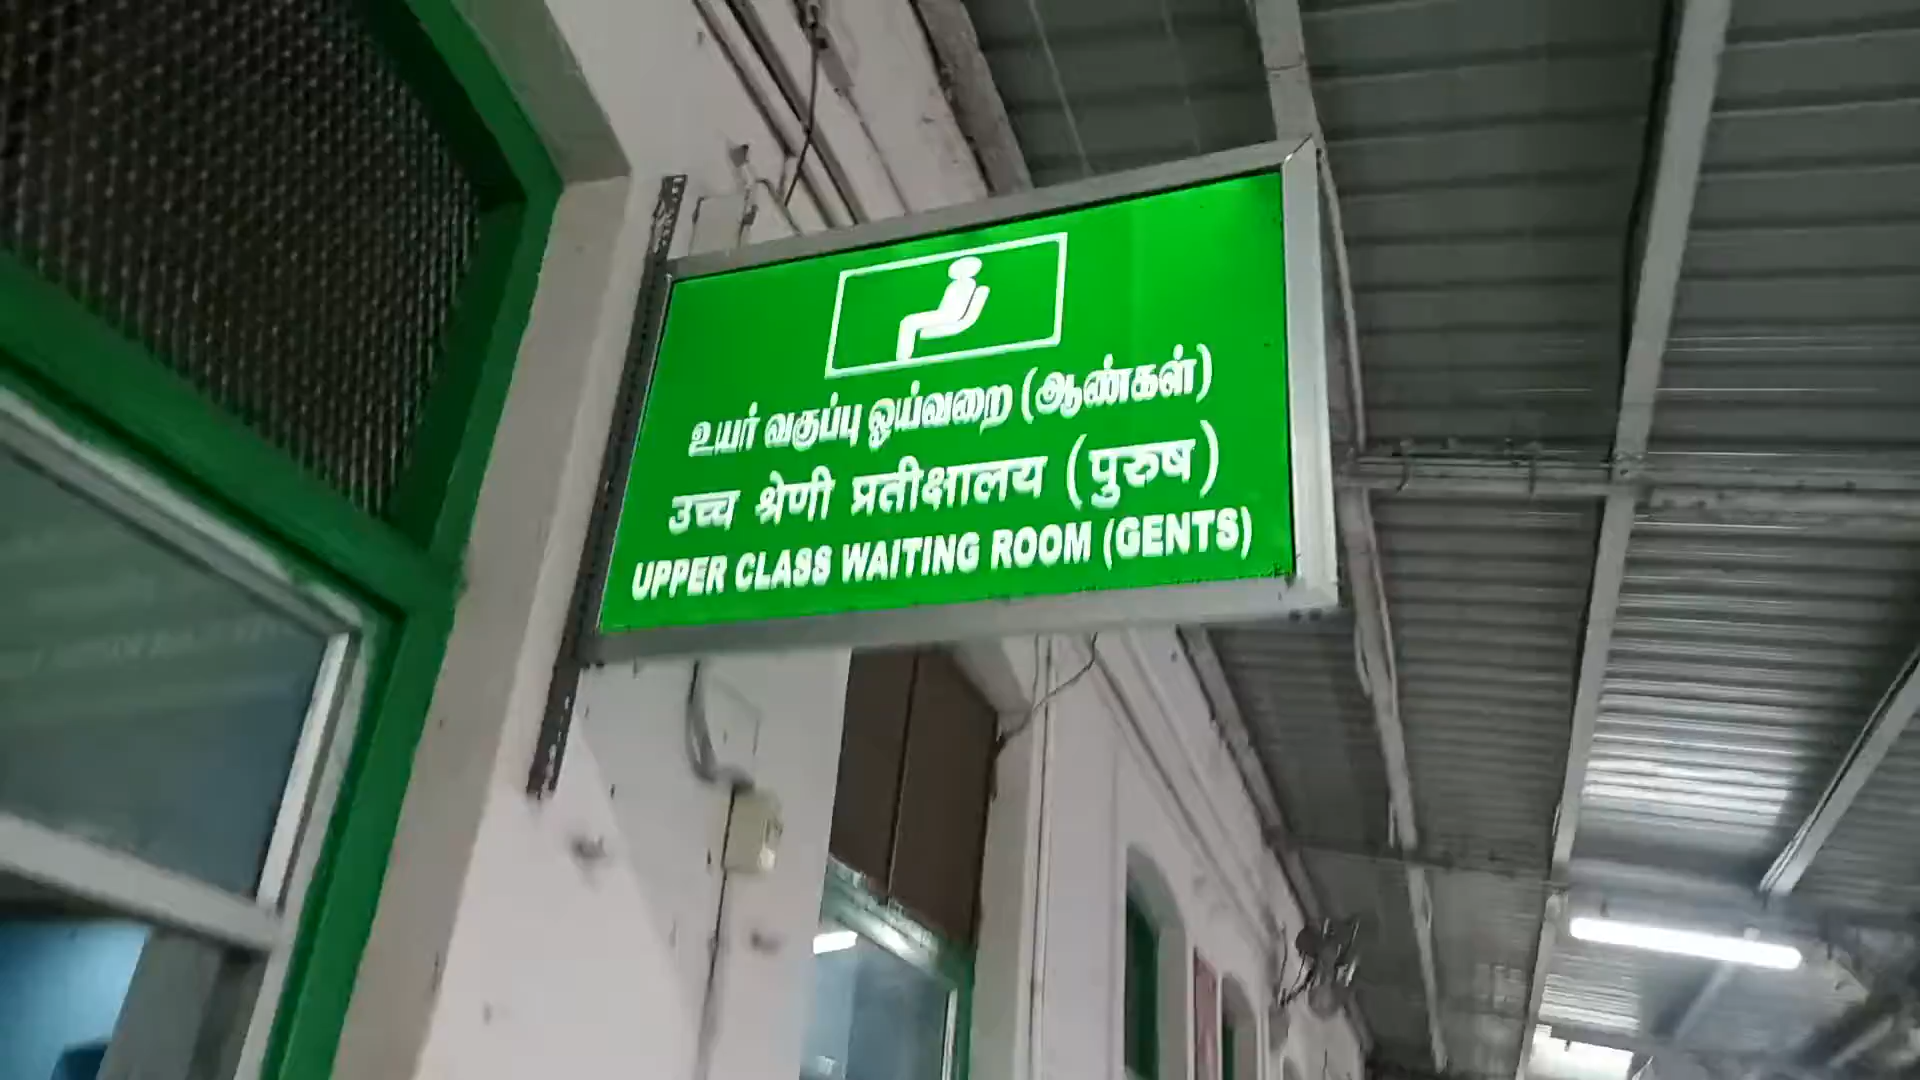 உயர் வகுப்பு ஓய்வறை (ஆண்கள்)
उच्च श्रेणी प्रतीक्षालय (पुरुष)
UPPER CLASS WAITING ROOM (GENTS)